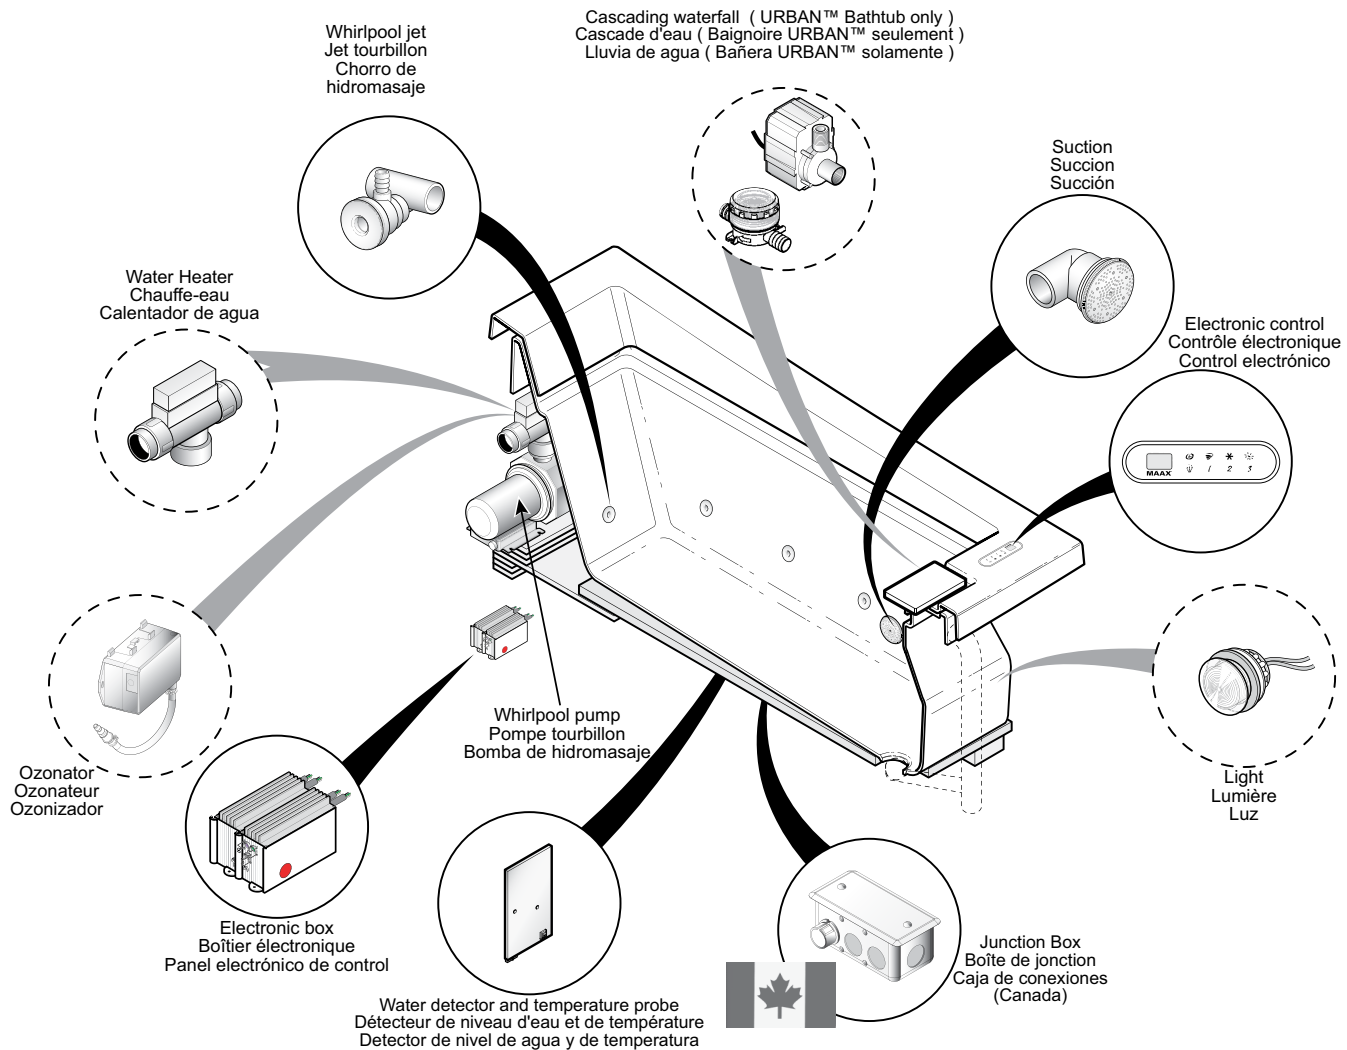 Cascading waterfall ( URBAN™ Bathtub only )
Cascade d'eau ( Baignoire URBAN™ seulement )
Lluvia de agua ( Bañera URBAN™ solamente )
Whirlpool jet
Jet tourbillon
Chorro de
hidromasaje
Suction
Succion
Succión
Water Heater
Chauffe-eau
Calentador de agua
Electronic control
Contrôle électronique
Control electrónico
MAAX
1 2 3
Whirlpool pump
Pompe tourbillon
Bomba de hidromasaje
Ozonator
Ozonateur
Ozonizador
Light
Lumière
Luz
Electronic box
Boîtier électronique
Panel electrónico de control
Junction Box
Boîte de jonction
Caja de conexiones
(Canada)
Water detector and temperature probe
Détecteur de niveau d'eau et de température
Detector de nivel de agua y de temperatura